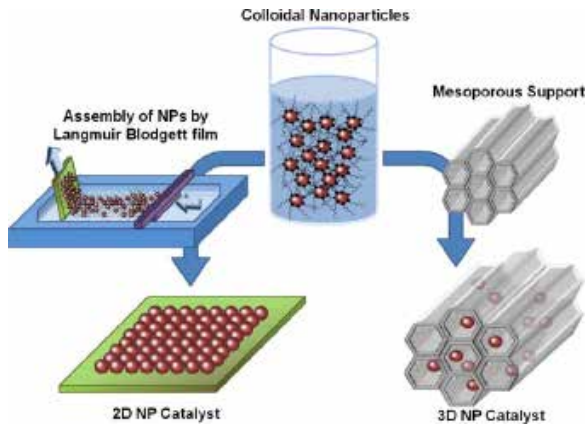 Colloidal Nanoparticles
Assembly of NPs by
Langmuir Blodgett film
Mesoporous Support
2D NP Catalyst
3D NP Catalyst